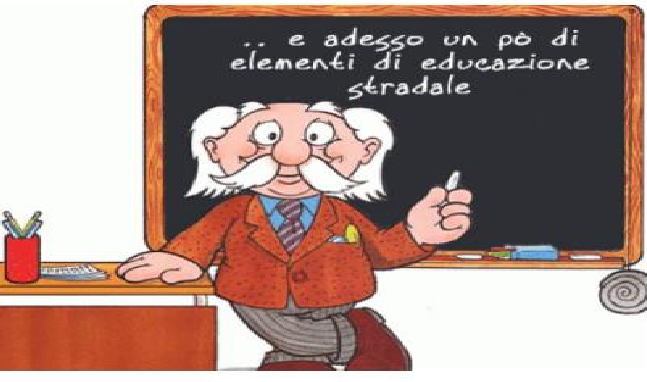 .. e adesso un pò di
elementi di educazione
stradale